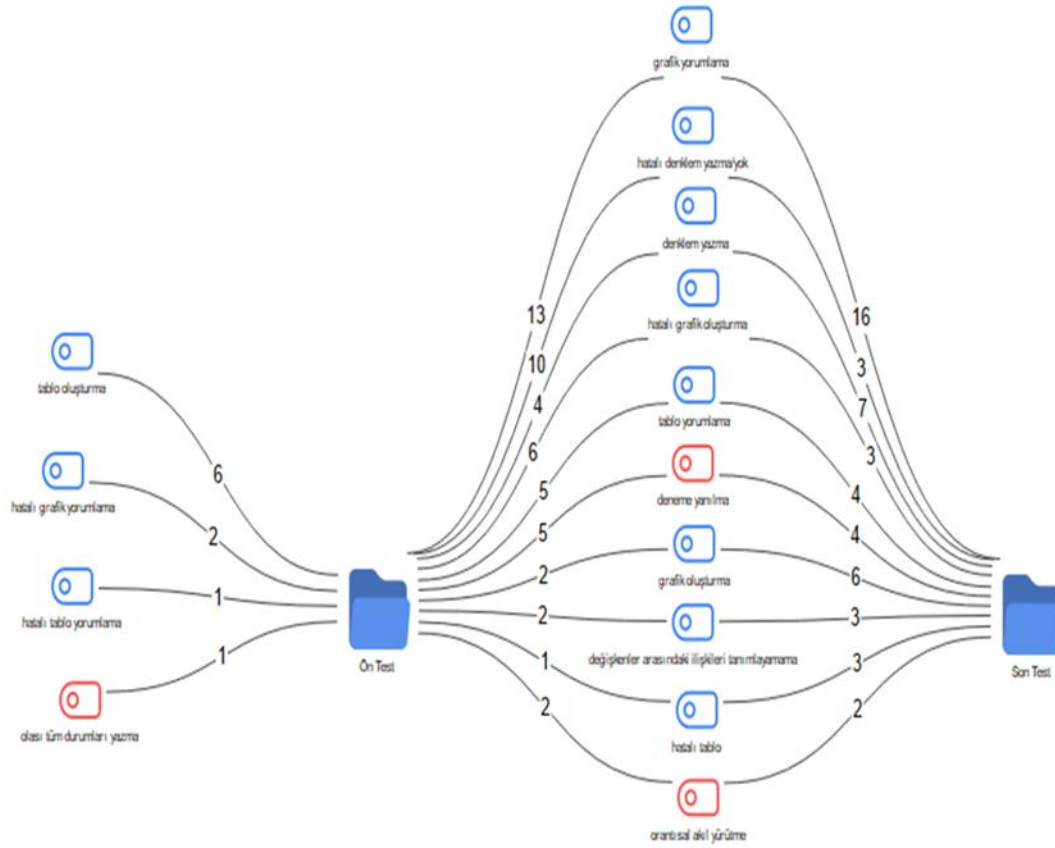 grafik yorumlama
hatalı denklem yazma/yok
denklem yazma
hatalı grafik oluşturma
tablo yorumlama
deneme yanılma
grafik oluşturma
değişkenler arasındaki ilişkileri tanımlayamama
hatalı tablo
orantısal akıl yürütme
tablo oluşturma
hatalı grafik yorumlama
hatalı tablo yorumlama
olası tüm durumları yazma
6
2
1
1
Ön Test
13
10
4
6
5
5
2
2
1
2
16
3
7
3
4
4
6
3
3
2
Son Test